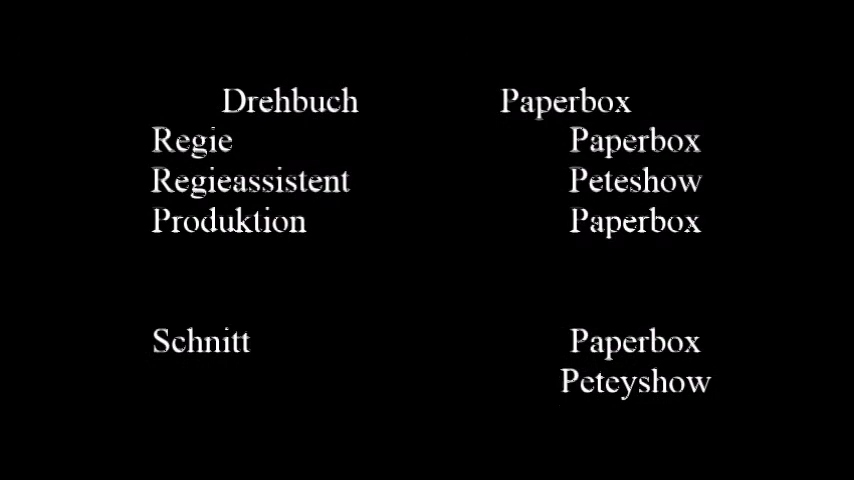 Drehbuch Paperbox
Regie Paperbox
Regieassistent Peteshow
Produktion Paperbox
Schnitt Paperbox
Peteyshow